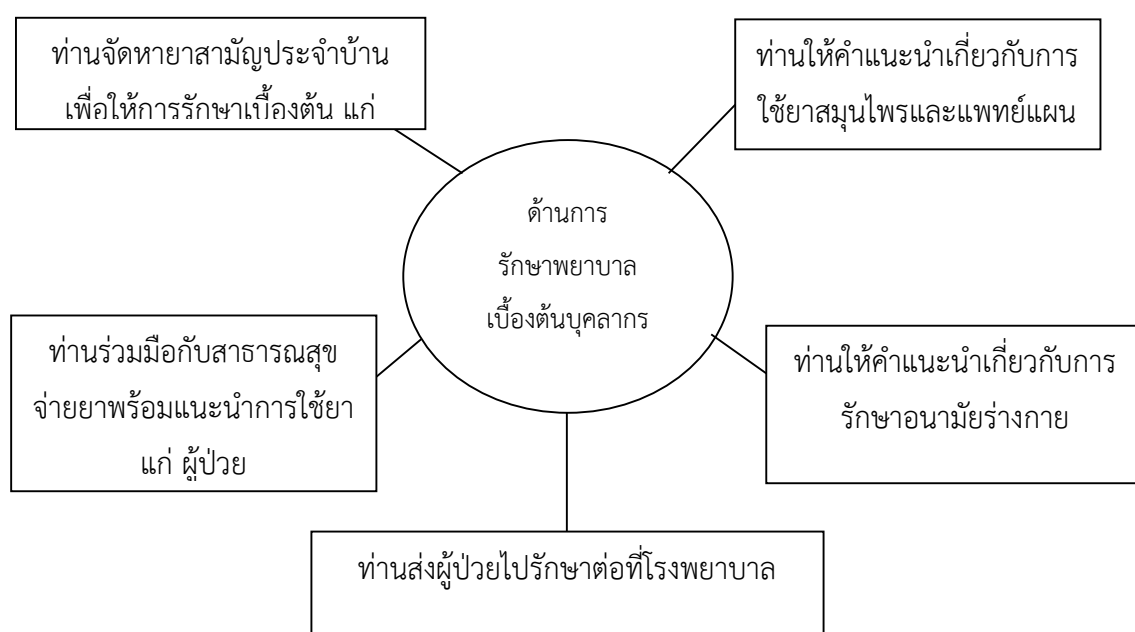 ท่านจัดหายาสามัญประจำบ้าน
เพื่อให้การรักษาเบื้องต้น แก่
ท่านให้คำแนะนำเกี่ยวกับการ
ใช้ยาสมุนไพรและแพทย์แผน
ด้านการ
รักษาพยาบาล
เบื้องต้นบุคลากร
ท่านร่วมมือกับสาธารณสุข
จ่ายยาพร้อมแนะนำการใช้ยา
แก่ ผู้ป่วย
ท่านให้คำแนะนำเกี่ยวกับการ
รักษาอนามัยร่างกาย
ท่านส่งผู้ป่วยไปรักษาต่อที่โรงพยาบาล